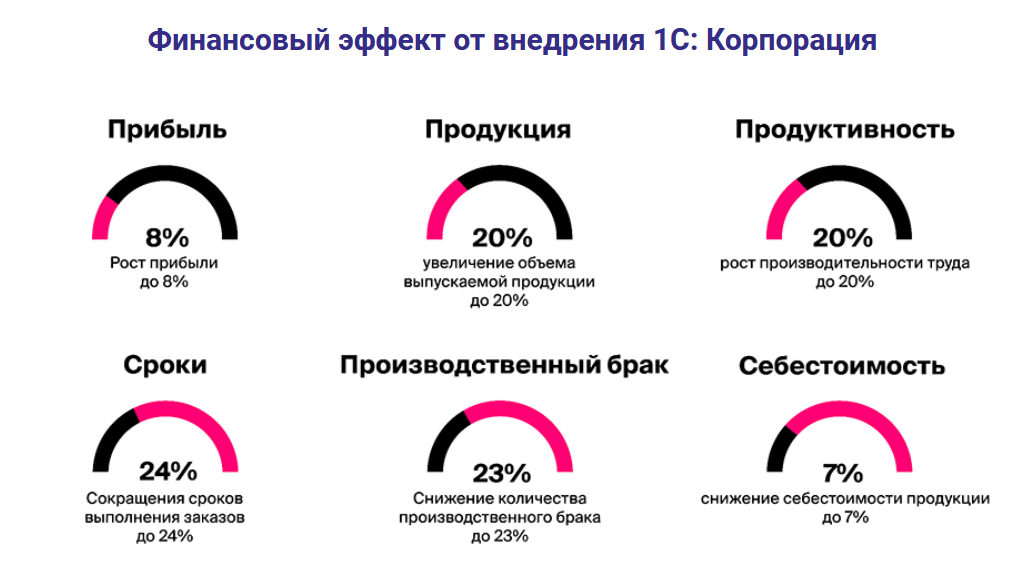 Финансовый эффект от внедрения 1С: Корпорация
Прибыль
8%
Рост прибыли
до 8%
Продукция
20%
увеличение объема
выпускаемой продукции
до 20%
Продуктивность
20%
рост производительности труда
до 20%
Сроки
24%
Сокращения сроков
выполнения заказов
до 24%
Производственный брак
23%
Снижение количества
производственного брака
до 23%
Себестоимость
7%
снижение себестоимости продукции
до 7%